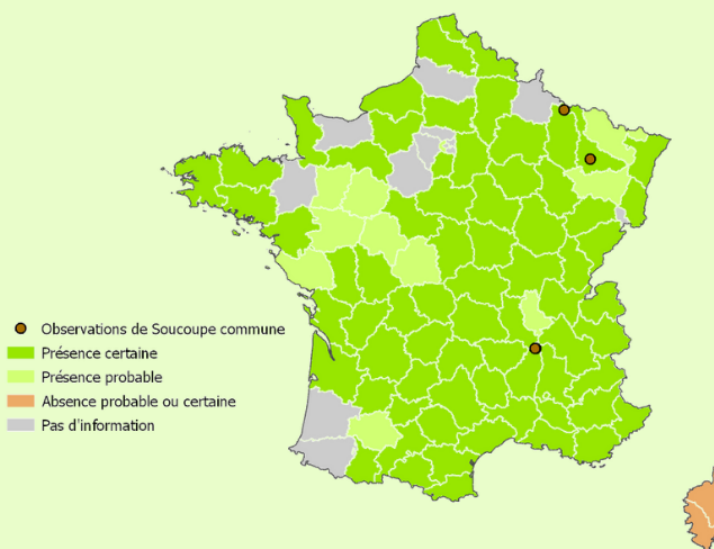 Observations de Soucoupe commune
Présence certaine
Présence probable
Absence probable ou certaine
Pas d'information